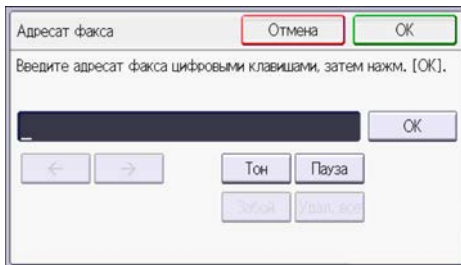 Адресат факса Отмена OK
Введите адресат факса цифровыми клавишами, затем нажм. [OK].
_ OK
← → Тон Пауза
Забой Удал. все